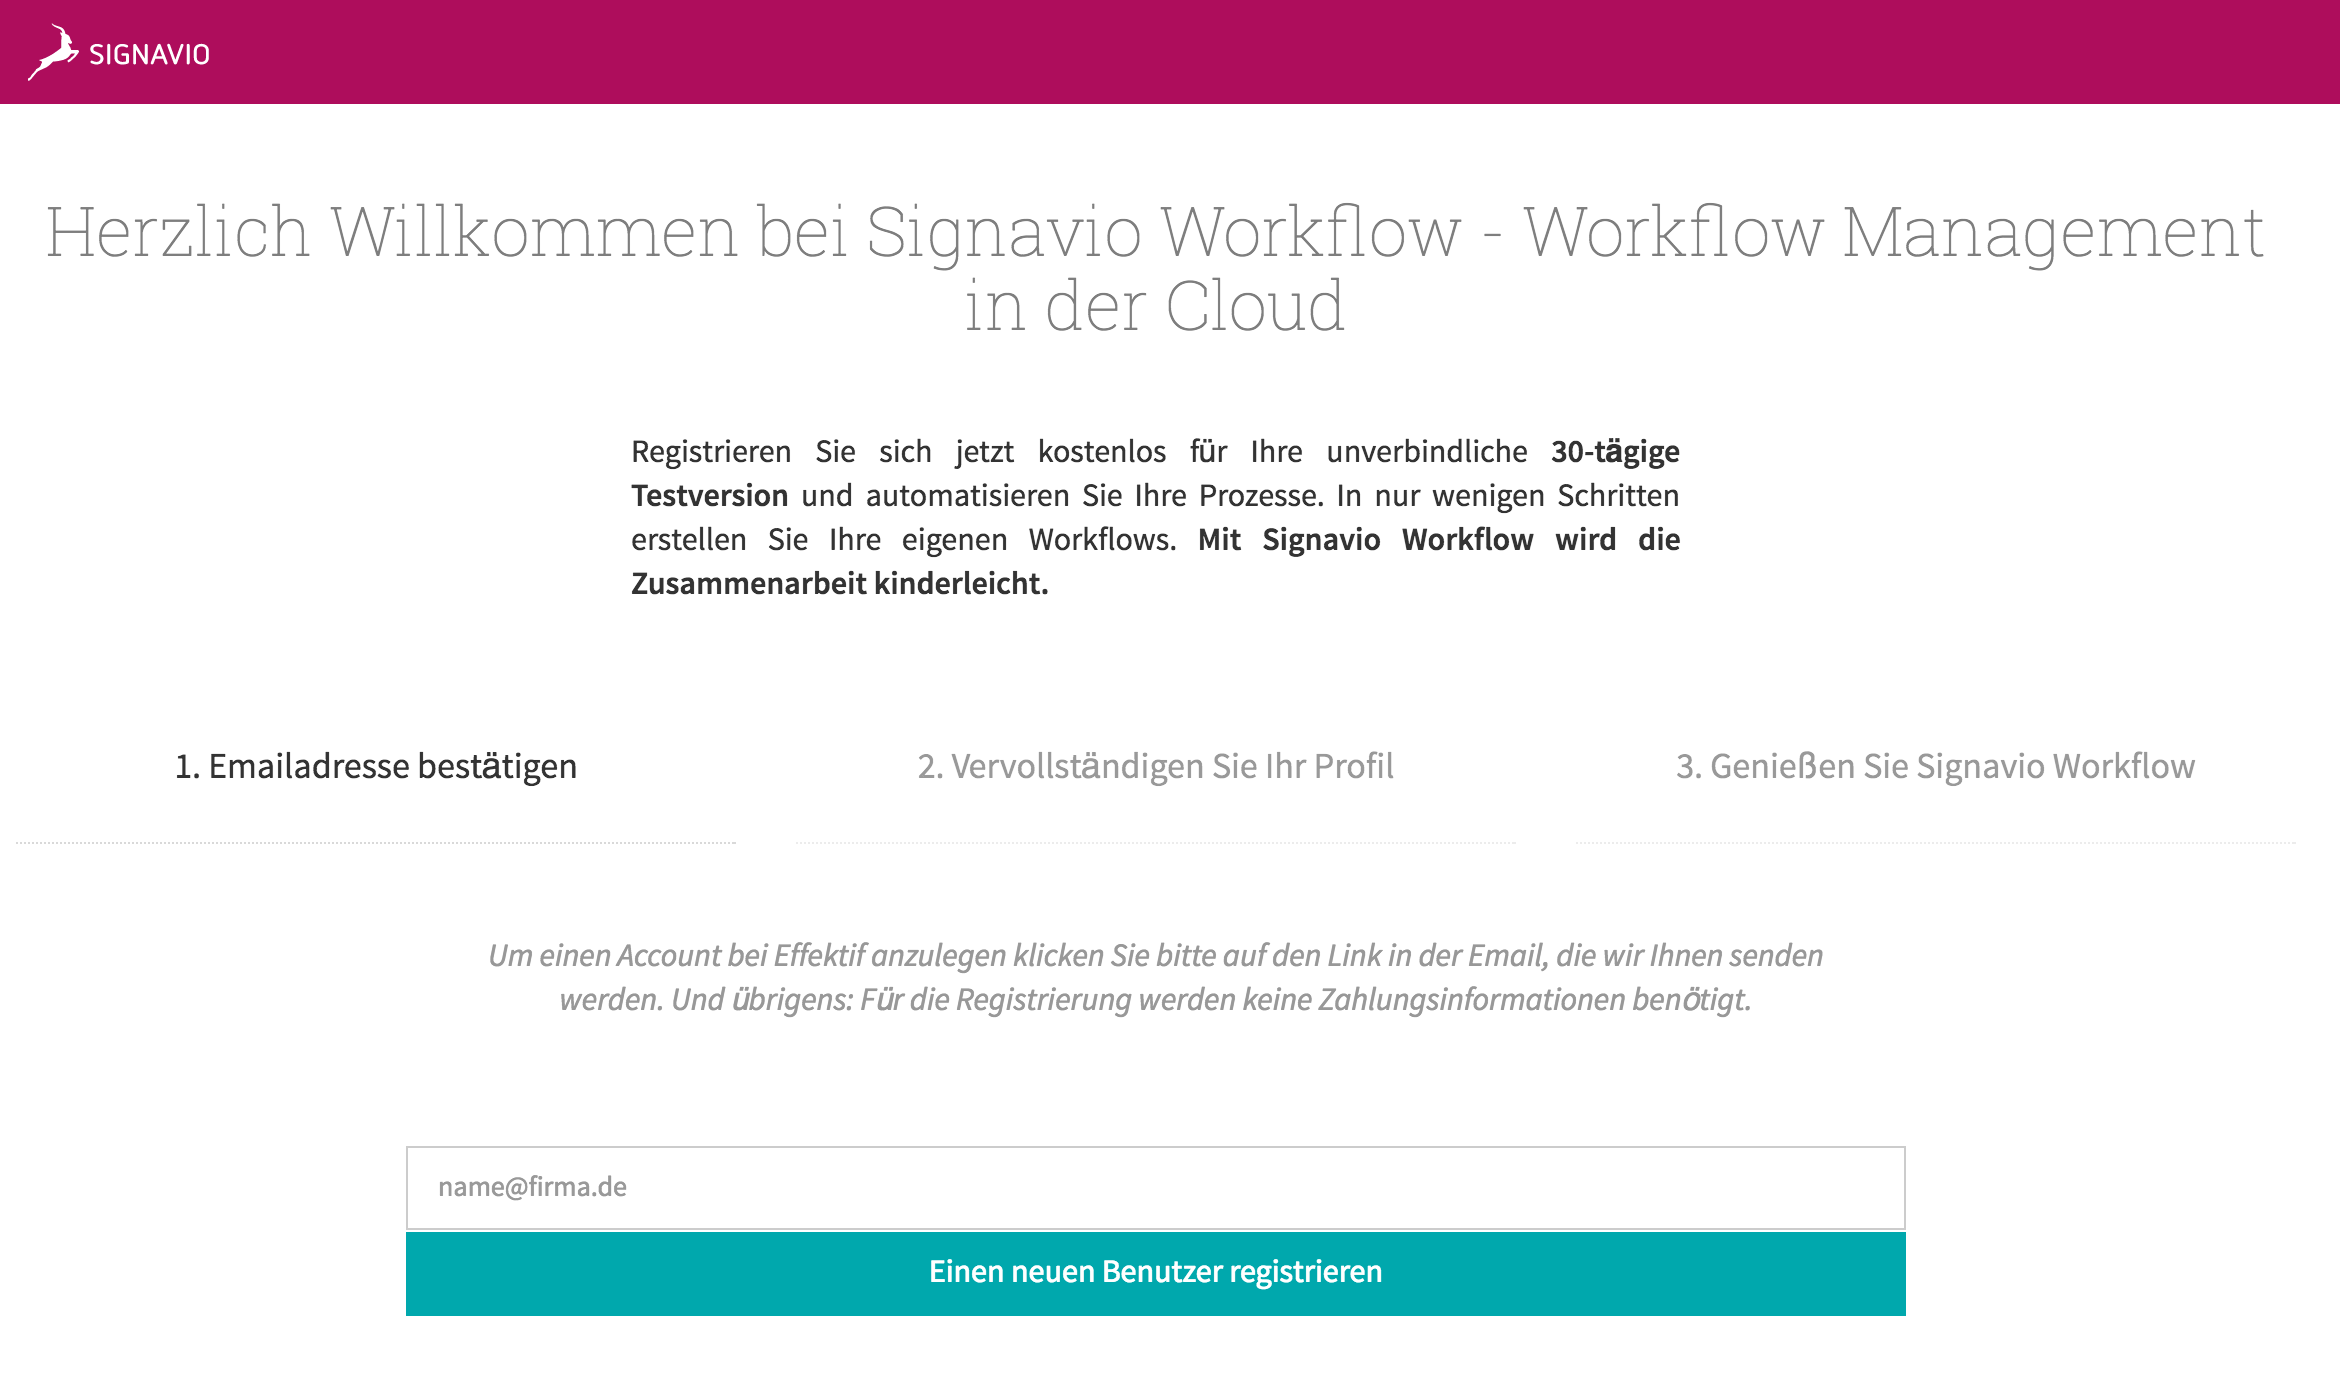 SIGNAVIO
Herzlich Willkommen bei Signavio Workflow - Workflow Management
in der Cloud
Registrieren Sie sich jetzt kostenlos für Ihre unverbindliche 30-tägige
Testversion und automatisieren Sie Ihre Prozesse. In nur wenigen Schritten
erstellen Sie Ihre eigenen Workflows. Mit Signavio Workflow wird die
Zusammenarbeit kinderleicht.
1. Emailadresse bestätigen
2. Vervollständigen Sie Ihr Profil
3. Genießen Sie Signavio Workflow
Um einen Account bei Effektif anzulegen klicken Sie bitte auf den Link in der Email, die wir Ihnen senden
werden. Und übrigens: Für die Registrierung werden keine Zahlungsinformationen benötigt.
name@firma.de
Einen neuen Benutzer registrieren